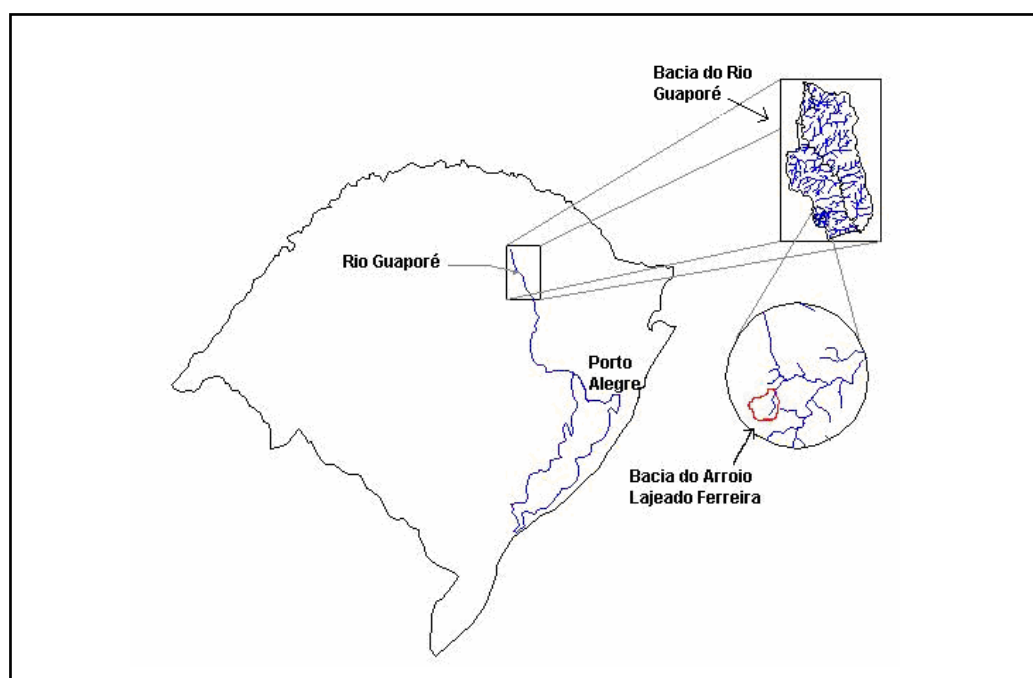 Bacia do Rio
Guaporé
Rio Guaporé
Porto
Alegre
Bacia do Arroio
Lajeado Ferreira